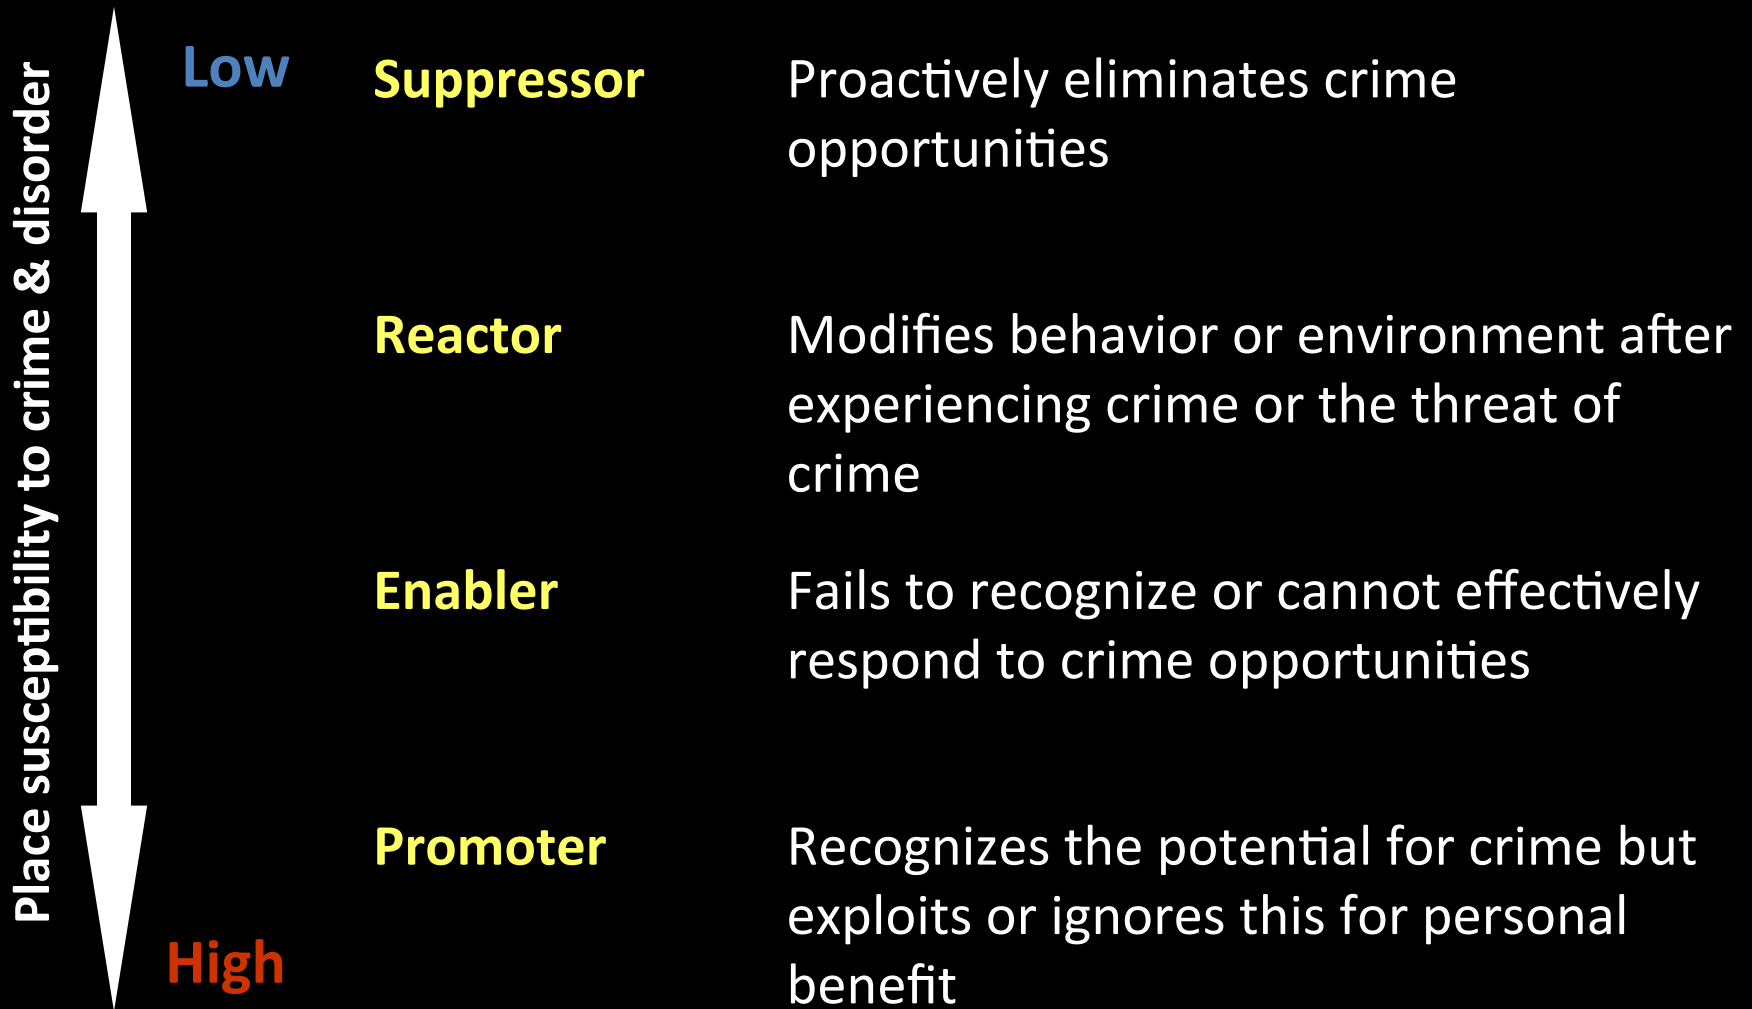 Place susceptibility to crime & disorder
Low
Suppressor
Proactively eliminates crime
opportunities
Reactor
Modifies behavior or environment after
experiencing crime or the threat of
crime
Enabler
Fails to recognize or cannot effectively
respond to crime opportunities
Promoter
Recognizes the potential for crime but
exploits or ignores this for personal
benefit
High